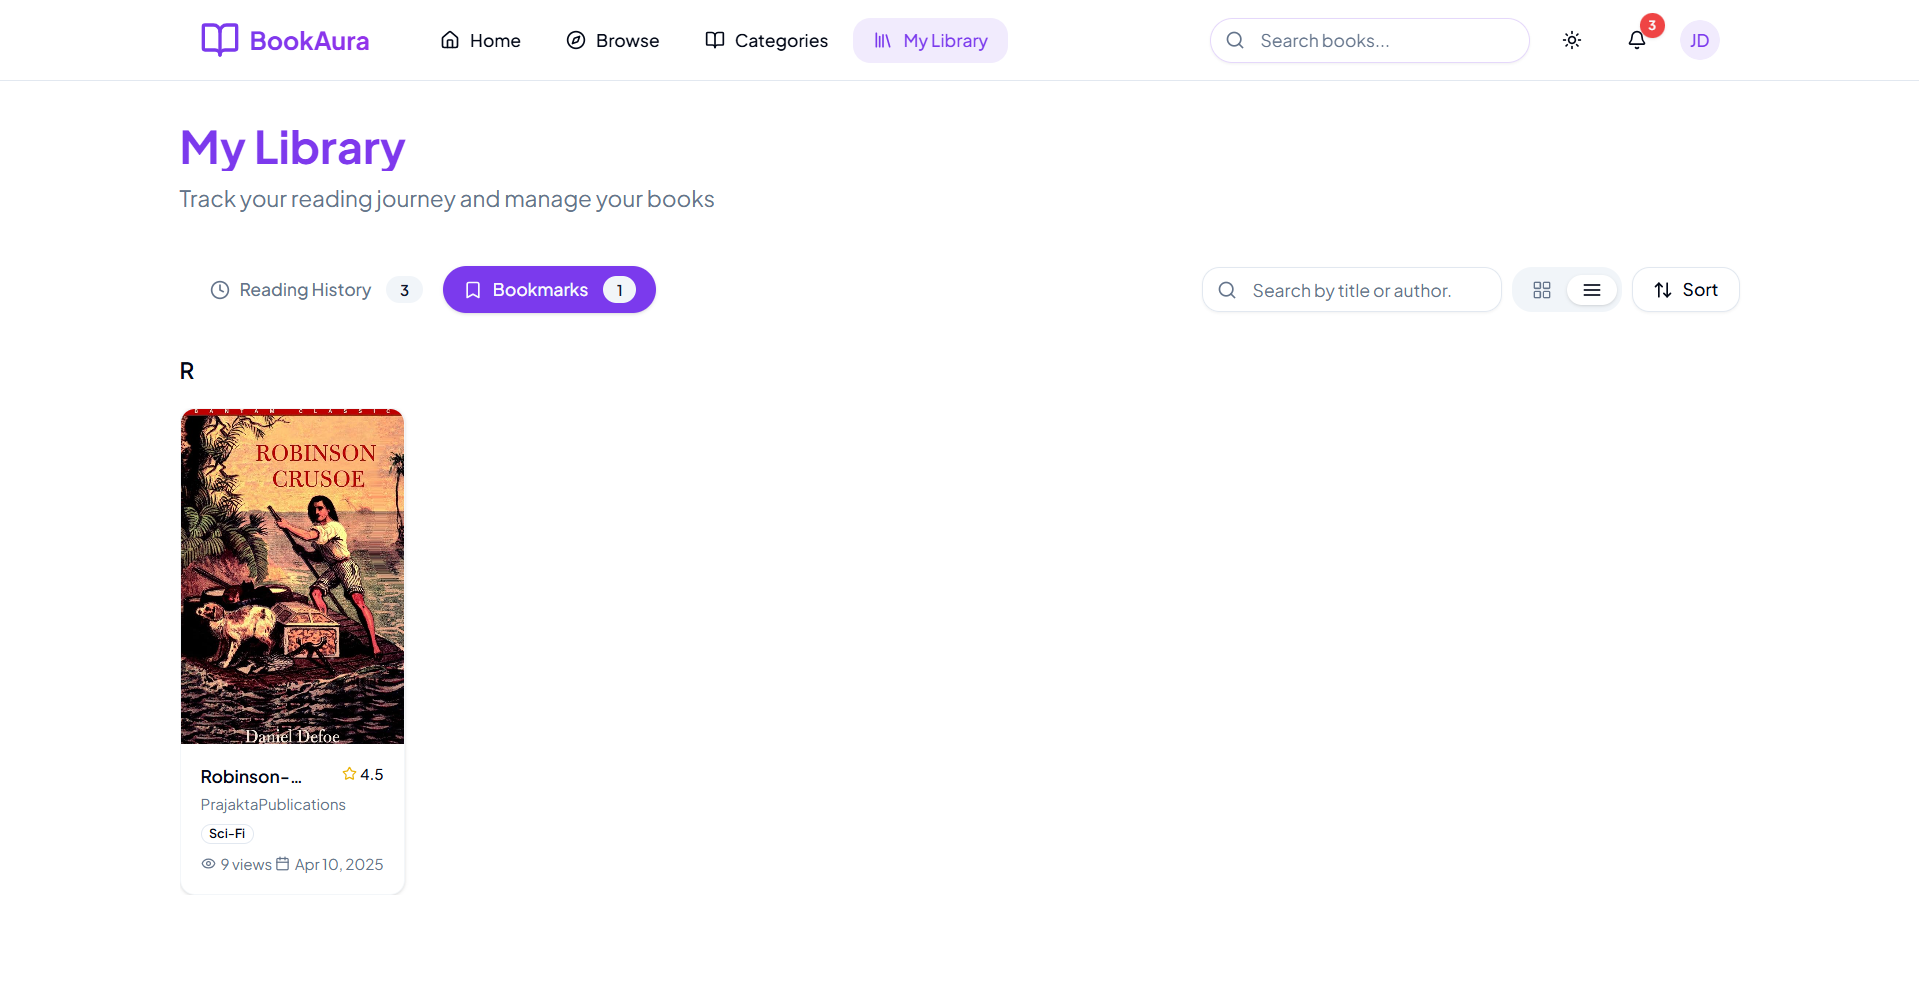 BookAura
Home
Browse
Categories
My Library
Search books...
3
JD
My Library
Track your reading journey and manage your books
Reading History 3
Bookmarks 1
Search by title or author.
Sort
R
BANTAM CLASSIC
ROBINSON
CRUSOE
Daniel Defoe
Robinson-...
4.5
PrajaktaPublications
Sci-Fi
9 views
Apr 10, 2025